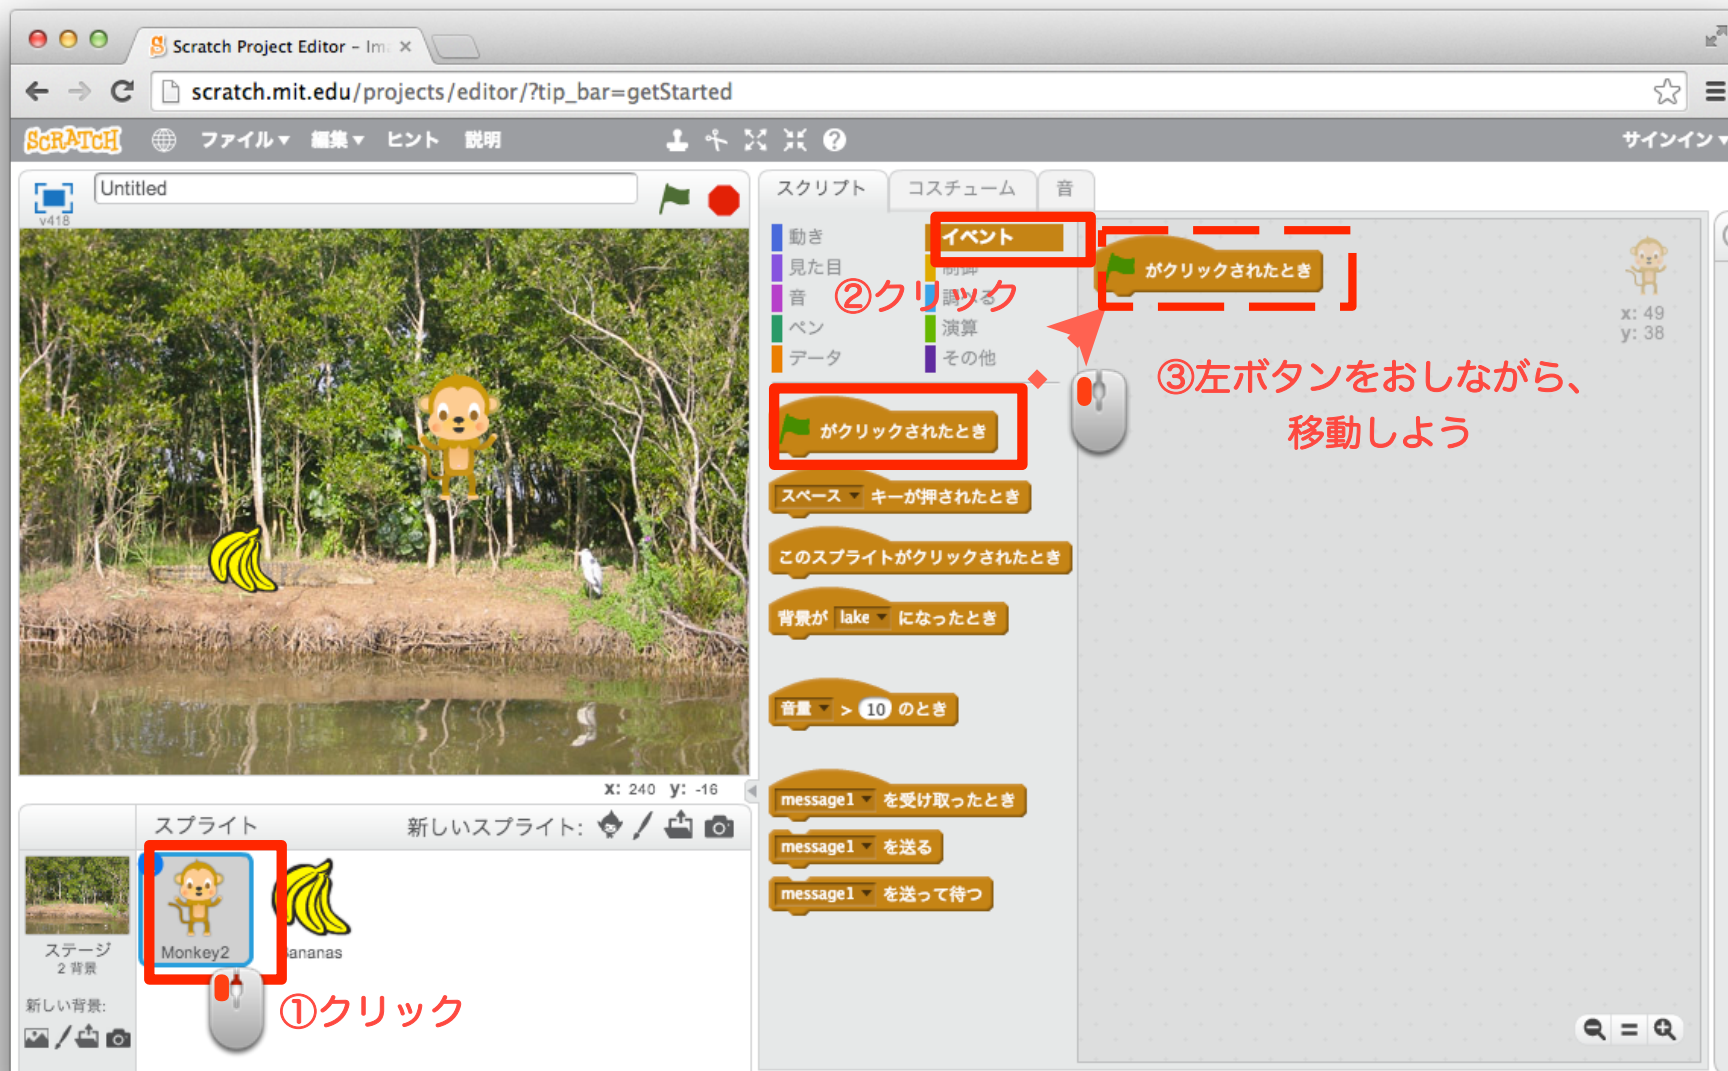 Scratch Project Editor – Im
scratch.mit.edu/projects/editor/?tip_bar=getStarted
SCRATCH ファイル 編集 ヒント 説明 サインイン
v418
Untitled
スクリプト コスチューム 音
動き イベント
見た目 制御
音 調べる
ペン 演算
データ その他
②クリック
がクリックされたとき
x: 49
y: 38
③左ボタンをおしながら、
移動しよう
がクリックされたとき
スペース キーが押されたとき
このスプライトがクリックされたとき
背景が lake になったとき
音量 > 10 のとき
message1 を受け取ったとき
message1 を送る
message1 を送って待つ
x: 240 y: -16
スプライト 新しいスプライト:
Monkey2
ananas
ステージ
2 背景
新しい背景:
①クリック